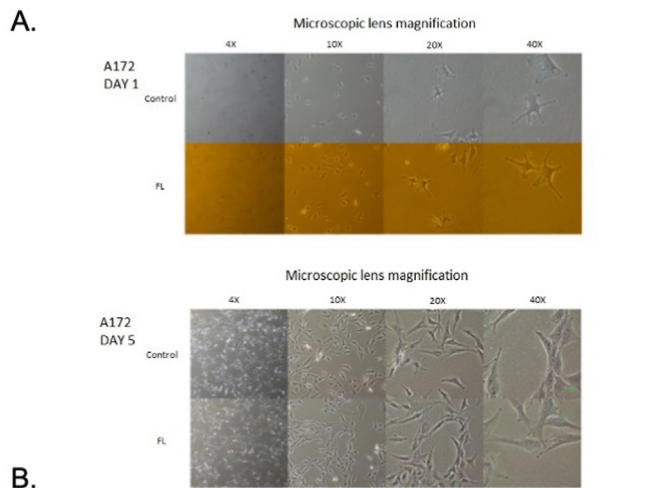 A.
Microscopic lens magnification
4X 10X 20X 40X
A172
DAY 1
Control
FL
Microscopic lens magnification
4X 10X 20X 40X
A172
DAY 5
Control
FL
B.